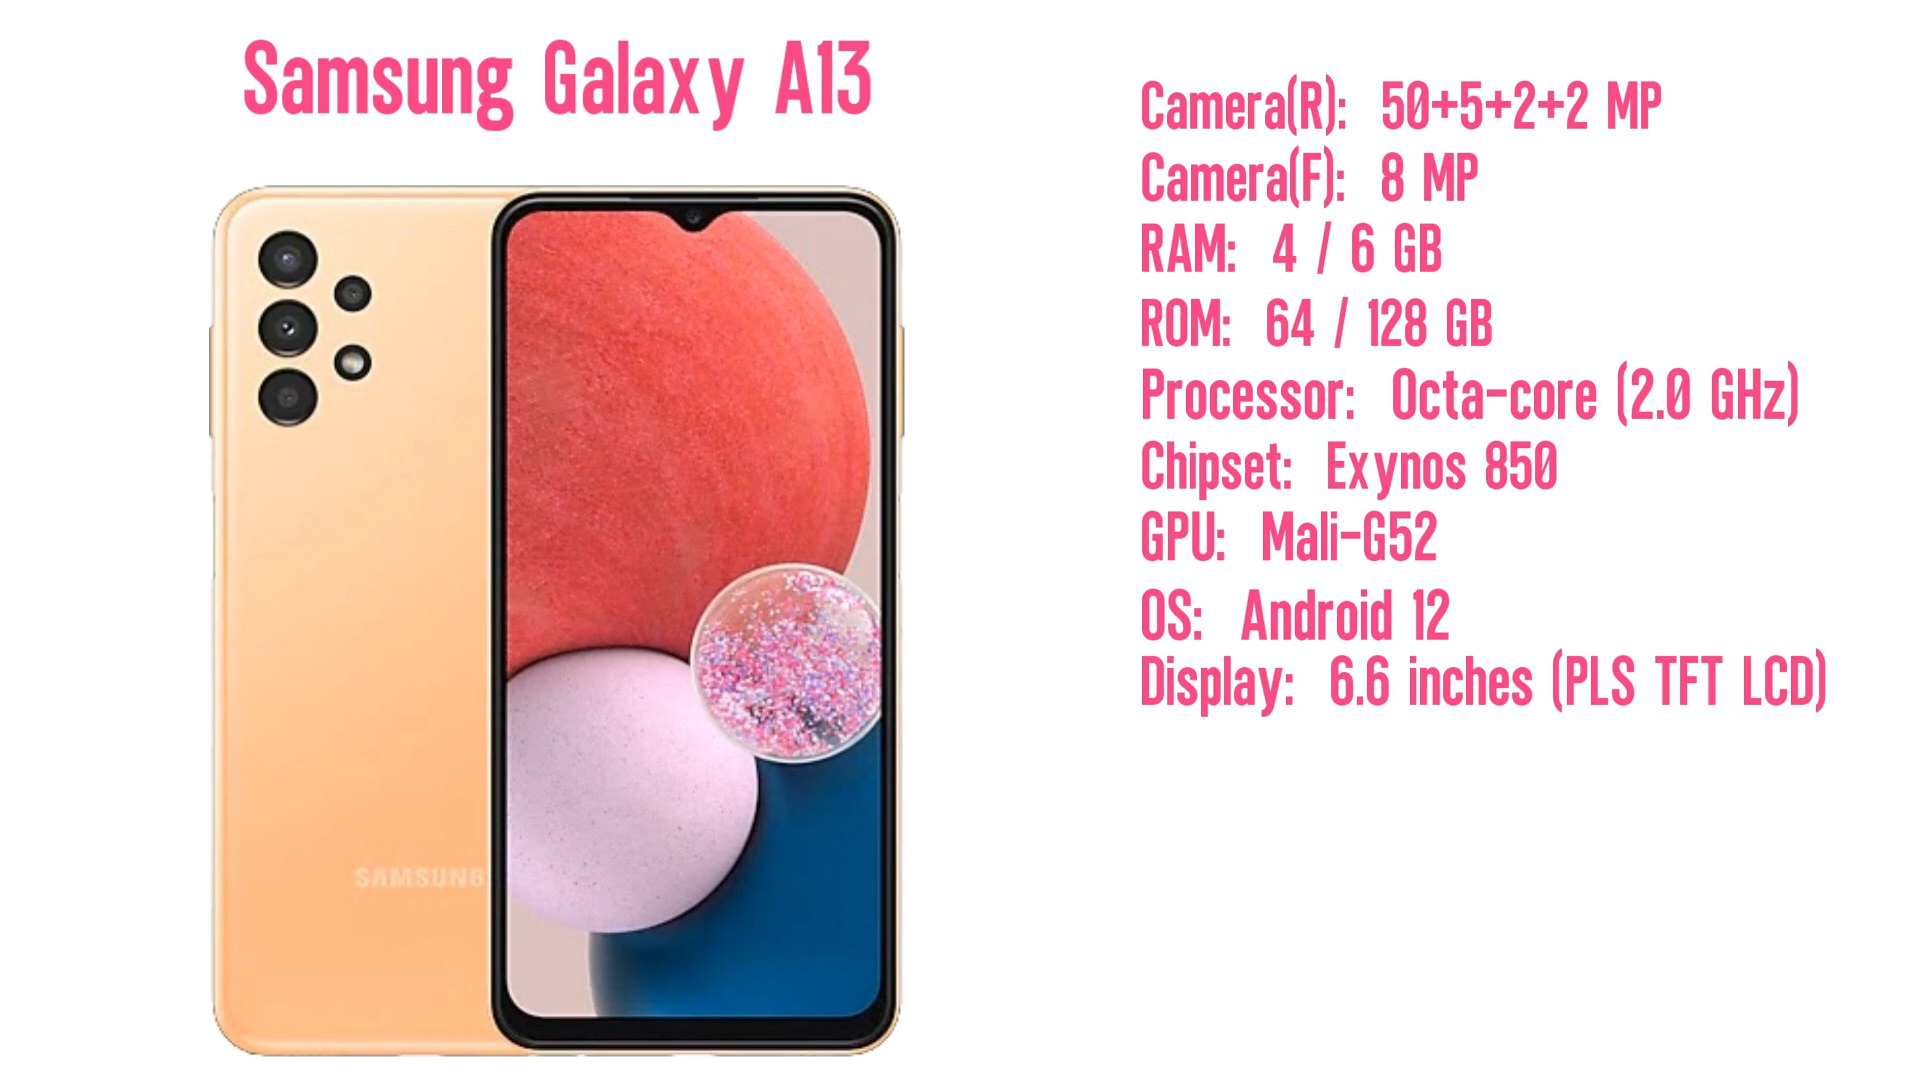 Samsung Galaxy A13
Camera(R): 50+5+2+2 MP
Camera(F): 8 MP
RAM: 4 / 6 GB
ROM: 64 / 128 GB
Processor: Octa-core (2.0 GHz)
Chipset: Exynos 850
GPU: Mali-G52
OS: Android 12
Display: 6.6 inches (PLS TFT LCD)
SAMSUNG